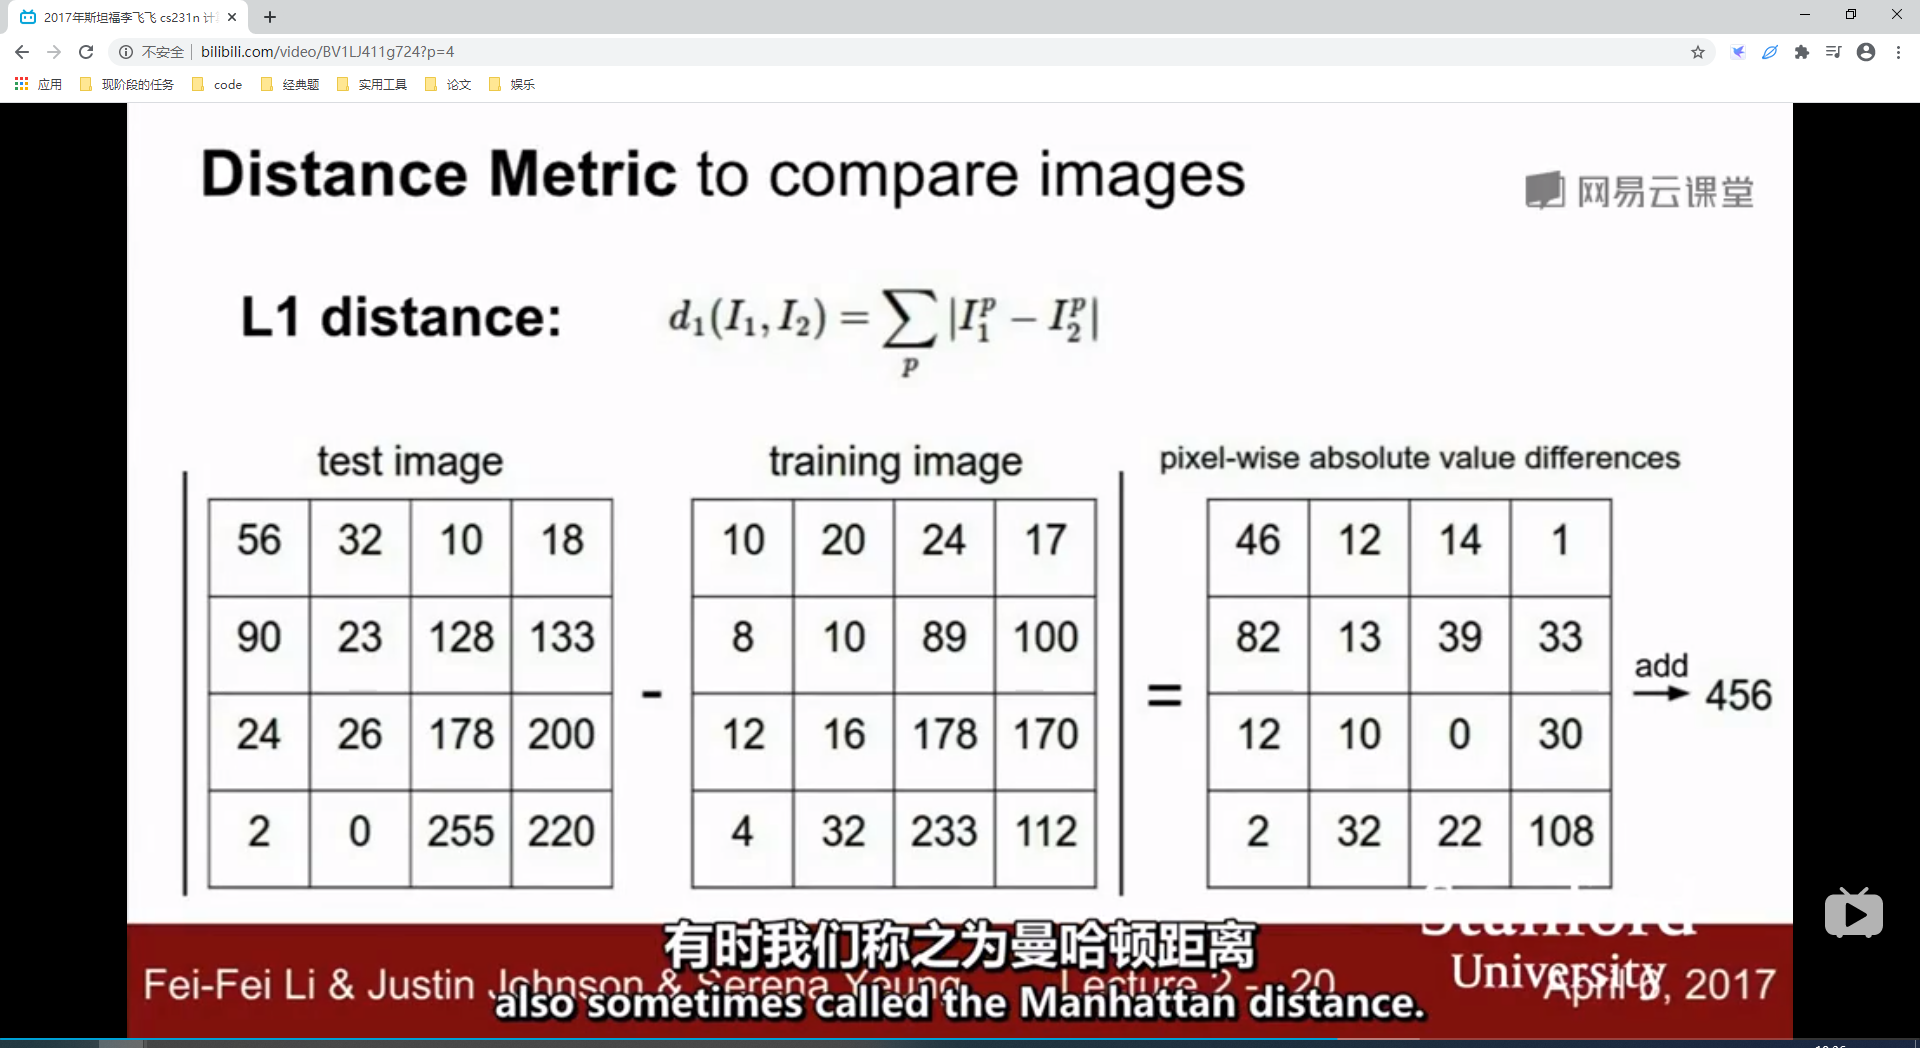 2017年斯坦福李飞飞 cs231n 计
不安全 bilibili.com/video/BV1LJ411g724?p=4
应用 现阶段的任务 code 经典题 实用工具 论文 娱乐
Distance Metric to compare images
网易云课堂
L1 distance: d₁(I₁, I₂) = ∑ₚ |I₁ᵖ − I₂ᵖ|
test image training image pixel-wise absolute value differences
56 32 10 18 10 20 24 17 46 12 14 1
90 23 128 133 8 10 89 100 82 13 39 33
add
- = 456
24 26 178 200 12 16 178 170 12 10 0 30
2 0 255 220 4 32 233 112 2 32 22 108
有时我们称之为曼哈顿距离
Stanford
University
Fei-Fei Li & Justin Johnson & Serena Yeung Lecture 2 - 20 April 6, 2017
also sometimes called the Manhattan distance.